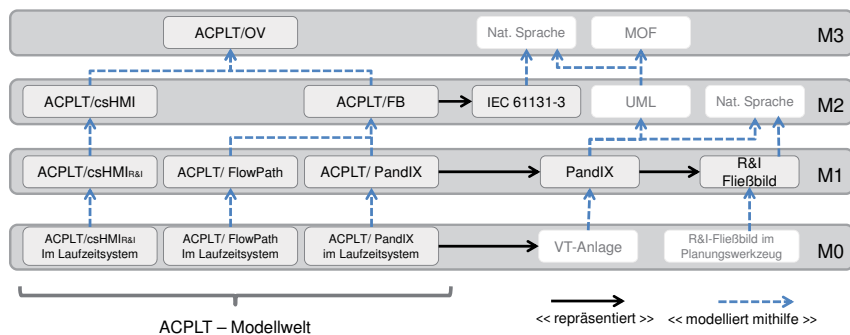 ACPLT/OV
Nat. Sprache
MOF
M3
ACPLT/csHMI
ACPLT/FB
IEC 61131-3
UML
Nat. Sprache
M2
ACPLT/csHMIR&I
ACPLT/ FlowPath
ACPLT/ PandIX
PandIX
R&I
Fließbild
M1
ACPLT/csHMIR&I
Im Laufzeitsystem
ACPLT/ FlowPath
Im Laufzeitsystem
ACPLT/ PandIX
im Laufzeitsystem
VT-Anlage
R&I-Fließbild im
Planungswerkzeug
M0
ACPLT – Modellwelt
<< repräsentiert >>
<< modelliert mithilfe >>